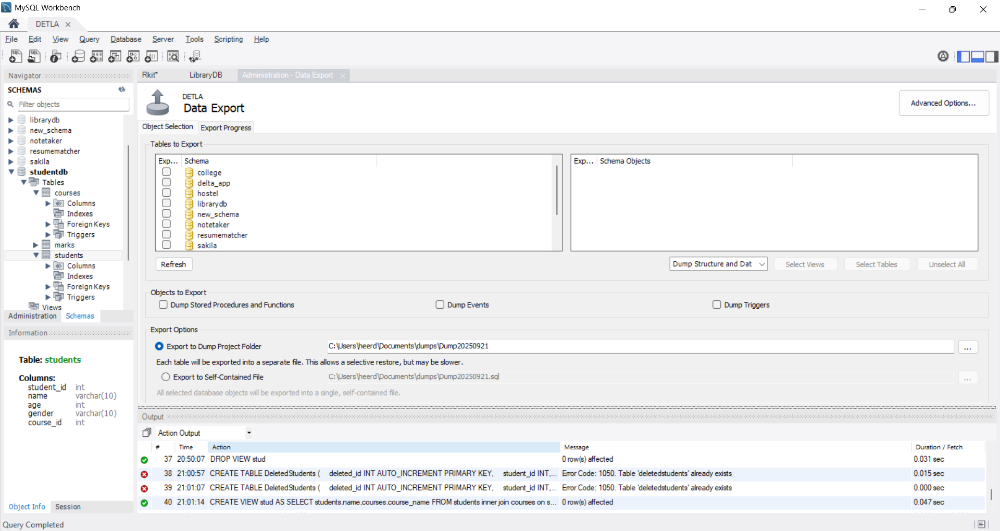 MySQL Workbench
DETLA
File Edit View Query Database Server Tools Scripting Help
Navigator
SCHEMAS
Filter objects
librarydb
new_schema
notetaker
resumematcher
sakila
studentdb
Tables
courses
Columns
Indexes
Foreign Keys
Triggers
marks
students
Columns
Indexes
Foreign Keys
Triggers
Views
Administration Schemas
Information
Table: students
Columns:
student_id int
name varchar(10)
age int
gender varchar(10)
course_id int
Object Info Session
Rkit* LibraryDB Administration - Data Export
DETLA
Data Export
Advanced Options...
Object Selection Export Progress
Tables to Export
Exp... Schema
college
delta_app
hostel
librarydb
new_schema
notetaker
resumematcher
sakila
Exp... Schema Objects
Refresh Dump Structure and Dat Select Views Select Tables Unselect All
Objects to Export
Dump Stored Procedures and Functions Dump Events Dump Triggers
Export Options
Export to Dump Project Folder C:\Users\heerd\Documents\dumps\Dump20250921 ...
Each table will be exported into a separate file. This allows a selective restore, but may be slower.
Export to Self-Contained File C:\Users\heerd\Documents\dumps\Dump20250921.sql ...
All selected database objects will be exported into a single, self-contained file.
Output
Action Output
# Time Action Message Duration / Fetch
37 20:50:07 DROP VIEW stud 0 row(s) affected 0.031 sec
38 21:00:57 CREATE TABLE DeletedStudents ( deleted_id INT AUTO_INCREMENT PRIMARY KEY, student_id INT,... Error Code: 1050. Table 'deletedstudents' already exists 0.015 sec
39 21:01:07 CREATE TABLE DeletedStudents ( deleted_id INT AUTO_INCREMENT PRIMARY KEY, student_id INT,... Error Code: 1050. Table 'deletedstudents' already exists 0.000 sec
40 21:01:14 CREATE VIEW stud AS SELECT students.name,courses.course_name FROM students inner join courses on s... 0 row(s) affected 0.047 sec
Query Completed